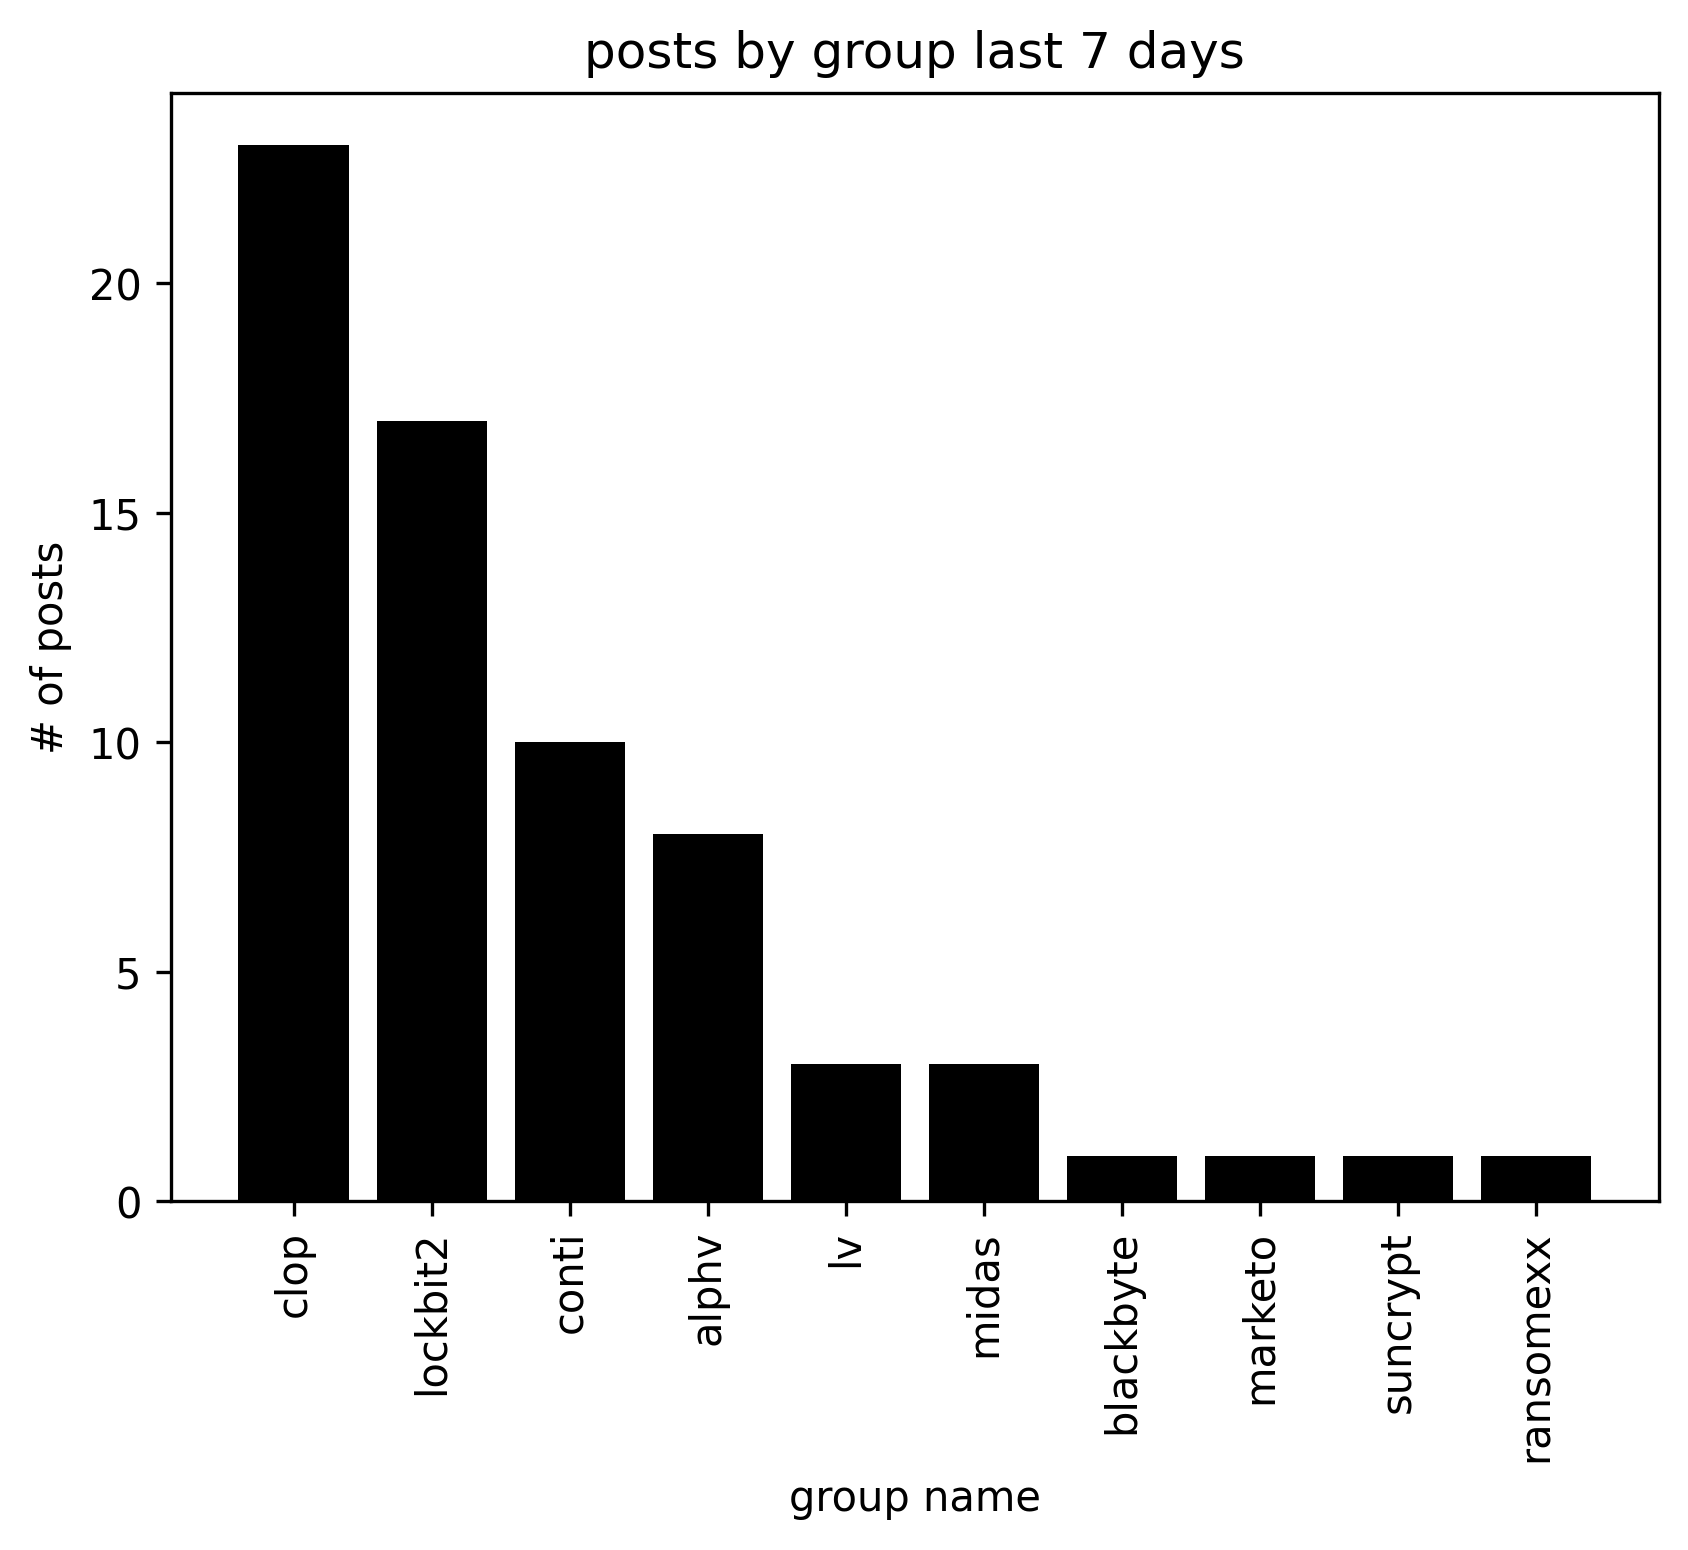 posts by group last 7 days
# of posts
20
15
10
5
0
clop
lockbit2
conti
alphv
lv
midas
blackbyte
marketo
suncrypt
ransomexx
group name